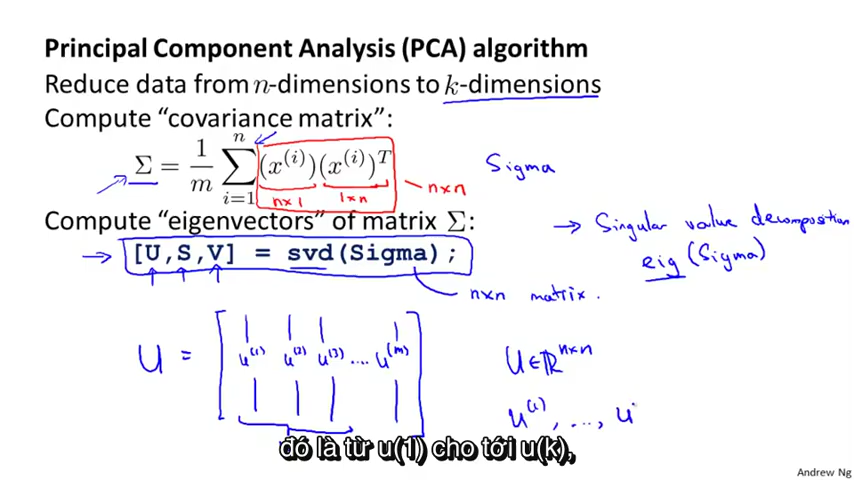 Principal Component Analysis (PCA) algorithm
Reduce data from n-dimensions to k-dimensions
Compute “covariance matrix”:
Σ = 1/m ∑_{i=1}^{n} (x^{(i)})(x^{(i)})^T
n×1 1×n
n×n
Sigma
Compute “eigenvectors” of matrix Σ:
→ Singular value decomposition
→ [U,S,V] = svd(Sigma);
eig(Sigma)
n×n matrix.
U = [u^{(1)} u^{(2)} u^{(3)} .... u^{(m)}]
U ∈ ℝ^{n×n}
u^{(1)}, ..., u
đó là từ u(1) cho tới u(k),
Andrew Ng